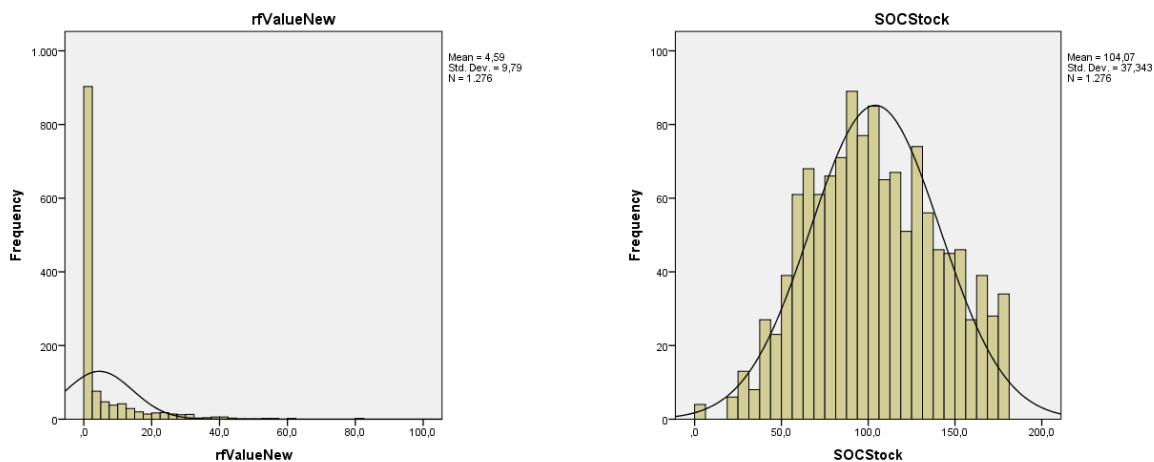 rfValueNew
1.000
800
600
400
200
0
Frequency
,0
20,0
40,0
60,0
80,0
100,0
rfValueNew
Mean = 4,59
Std. Dev. = 9,79
N = 1.276
SOCStock
100
80
60
40
20
0
Frequency
,0
50,0
100,0
150,0
200,0
SOCStock
Mean = 104,07
Std. Dev. = 37,343
N = 1.276